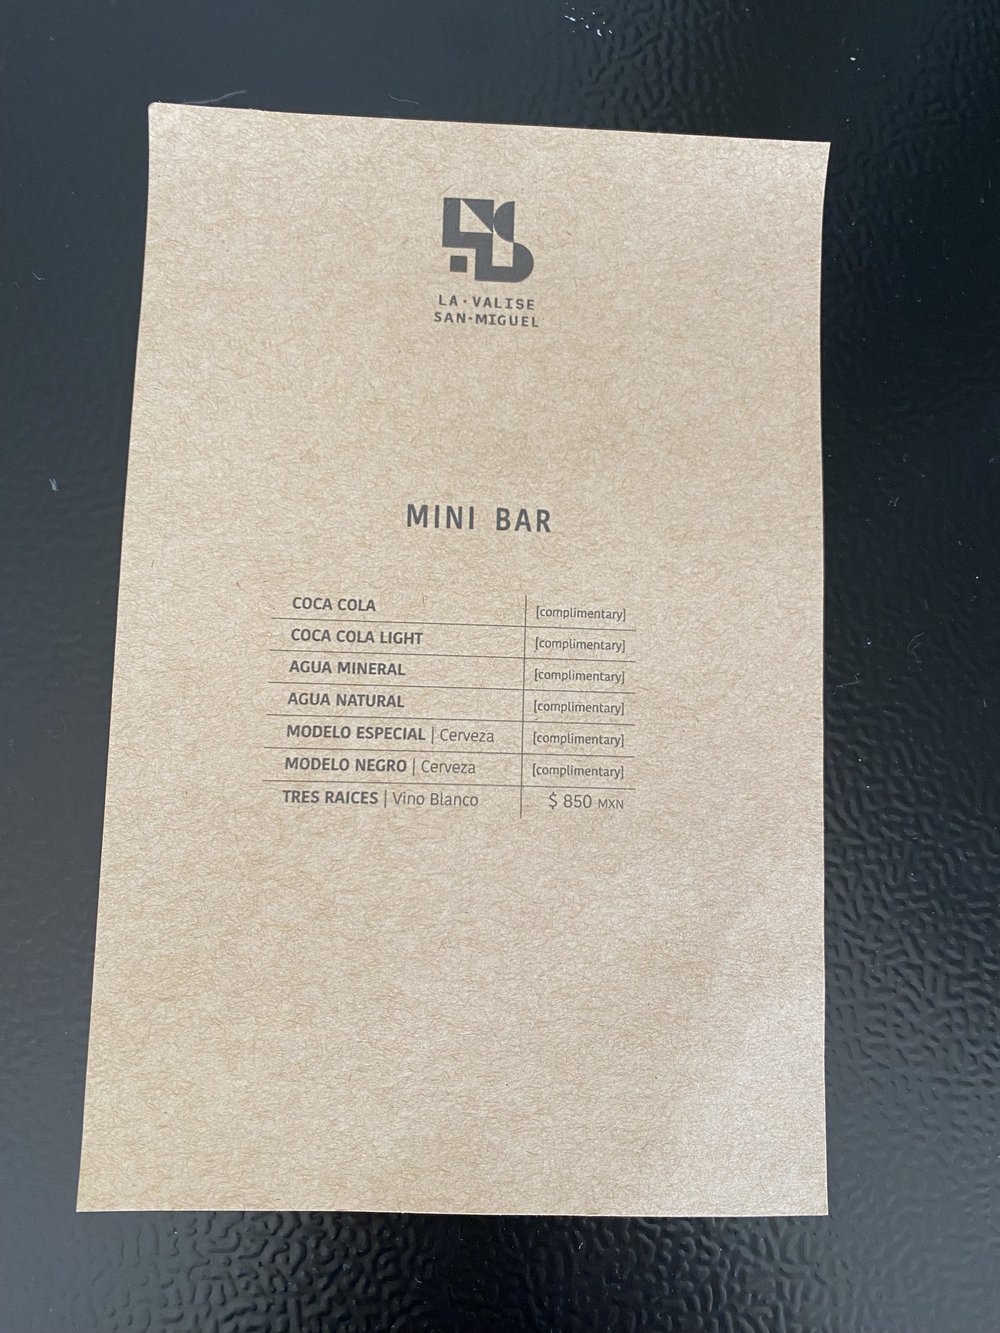 LA·VALISE
SAN·MIGUEL
MINI BAR
COCA COLA [complimentary]
COCA COLA LIGHT [complimentary]
AGUA MINERAL [complimentary]
AGUA NATURAL [complimentary]
MODELO ESPECIAL | Cerveza [complimentary]
MODELO NEGRO | Cerveza [complimentary]
TRES RAICES | Vino Blanco $ 850 MXN